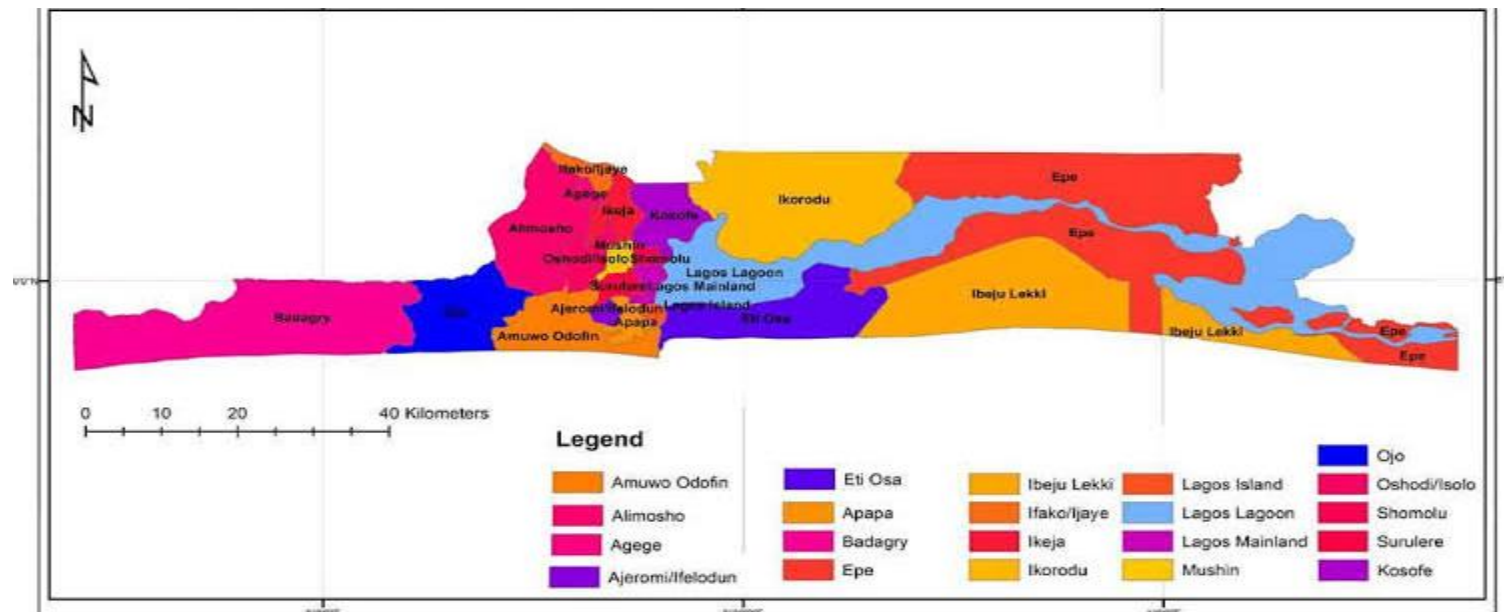 N
Ifako/Ijaye
Agege
Ikeja
Kosofe
Ikorodu
Epe
Alimosho
Epe
Mushin
Oshodi/Isolo Shomolu
Lagos Lagoon
Surulere Lagos Mainland
Ibeju Lekki
Ajeromi/Ifelodun Lagos Island
Apapa
Badagry
Eti Osa
Amuwo Odofin
Ibeju Lekki
Epe
Epe
0 10 20 40 Kilometers
Legend
Amuwo Odofin
Alimosho
Agege
Ajeromi/Ifelodun
Eti Osa
Apapa
Badagry
Epe
Ibeju Lekki
Ifako/Ijaye
Ikeja
Ikorodu
Lagos Island
Lagos Lagoon
Lagos Mainland
Mushin
Ojo
Oshodi/Isolo
Shomolu
Surulere
Kosofe